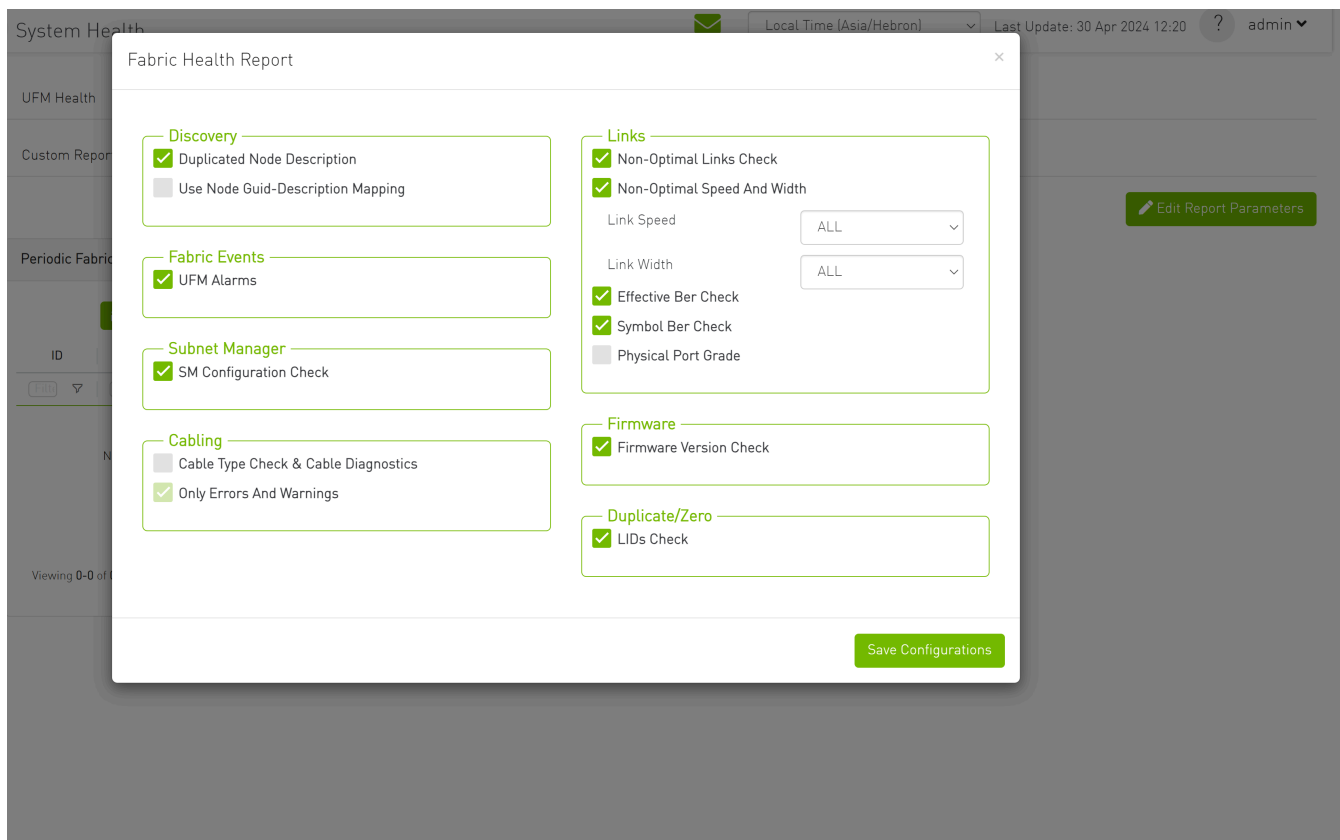 System Health
Local Time (Asia/Hebron)
Last Update: 30 Apr 2024 12:20
?
admin
Fabric Health Report
×
UFM Health
Custom Repor
Edit Report Parameters
Periodic Fabric
ID
Viewing 0-0 of
Discovery
Duplicated Node Description
Use Node Guid-Description Mapping
Fabric Events
UFM Alarms
Subnet Manager
SM Configuration Check
Cabling
Cable Type Check & Cable Diagnostics
Only Errors And Warnings
Links
Non-Optimal Links Check
Non-Optimal Speed And Width
Link Speed
ALL
Link Width
ALL
Effective Ber Check
Symbol Ber Check
Physical Port Grade
Firmware
Firmware Version Check
Duplicate/Zero
LIDs Check
Save Configurations